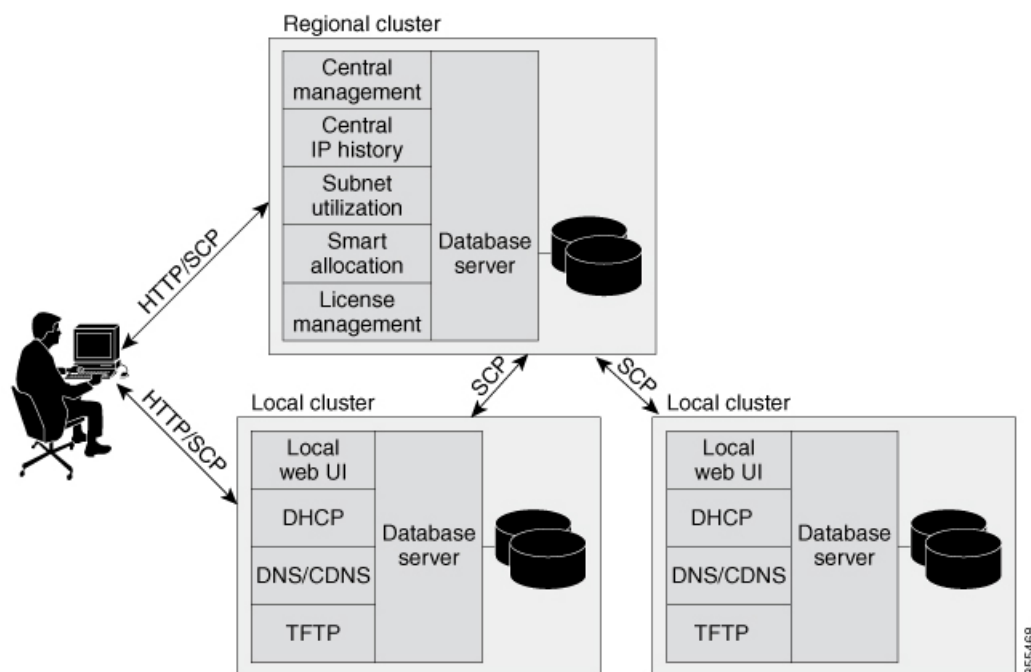 Regional cluster
Central
management
Central
IP history
Subnet
utilization
Smart
allocation
License
management
Database
server
HTTP/SCP
HTTP/SCP
SCP
SCP
Local cluster
Local
web UI
DHCP
DNS/CDNS
TFTP
Database
server
Local cluster
Local
web UI
DHCP
DNS/CDNS
TFTP
Database
server